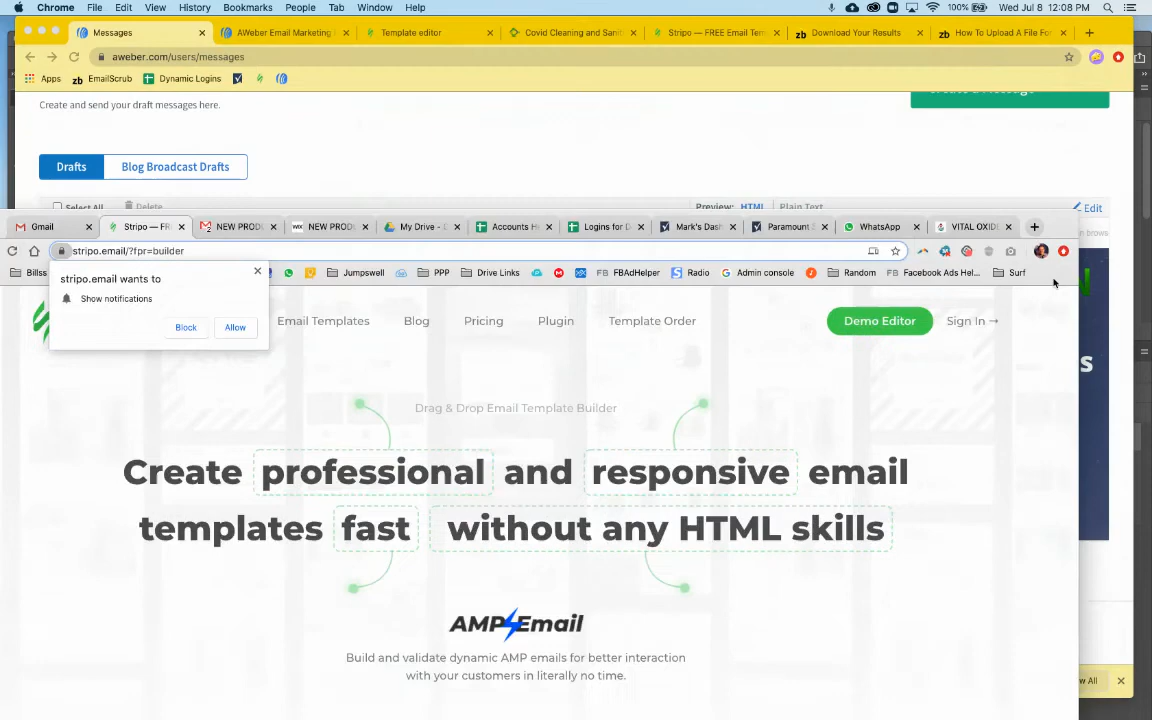 Chrome File Edit View History Bookmarks People Tab Window Help 100% Wed Jul 8 12:08 PM
Messages AWeber Email Marketing Template editor Covid Cleaning and Sani Stripo — FREE Email Tem Download Your Results How To Upload A File For
aweber.com/users/messages
Apps EmailScrub Dynamic Logins
Create and send your draft messages here.
Create a Message
Drafts Blog Broadcast Drafts
Select All Delete Preview: HTML Plain Text Edit
Gmail Stripo — FR NEW PROD NEW PROD My Drive - D Accounts H Logins for D Mark's Das Paramount WhatsApp VITAL OXIDE
stripo.email/?fpr=builder
Billss Jumpswell PPP Drive Links FBAdHelper Radio Admin console Random Facebook Ads Hel... Surf
stripo.email wants to
Show notifications
Block Allow
Email Templates Blog Pricing Plugin Template Order Demo Editor Sign In →
Drag & Drop Email Template Builder
Create professional and responsive email
templates fast without any HTML skills
AMP Email
Build and validate dynamic AMP emails for better interaction
with your customers in literally no time.